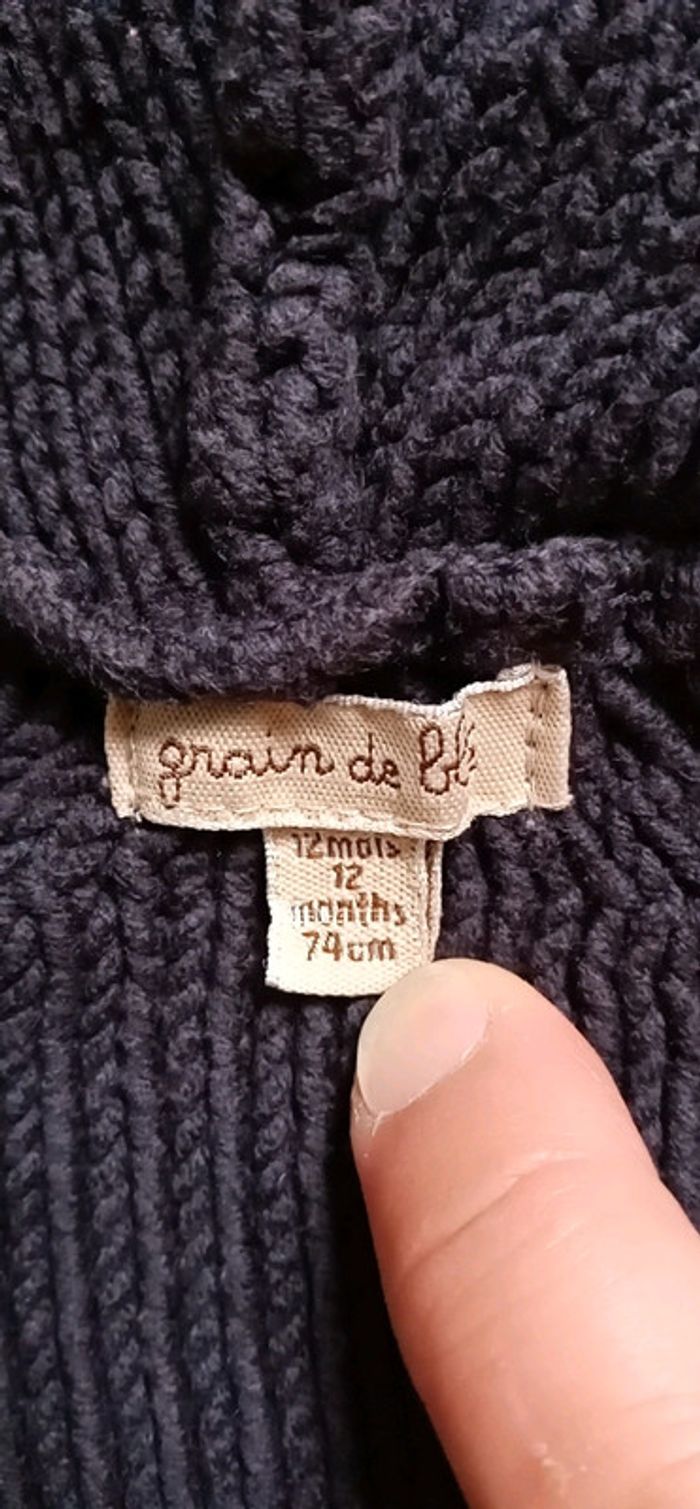 grain de blé
12mois
12
months
74cm